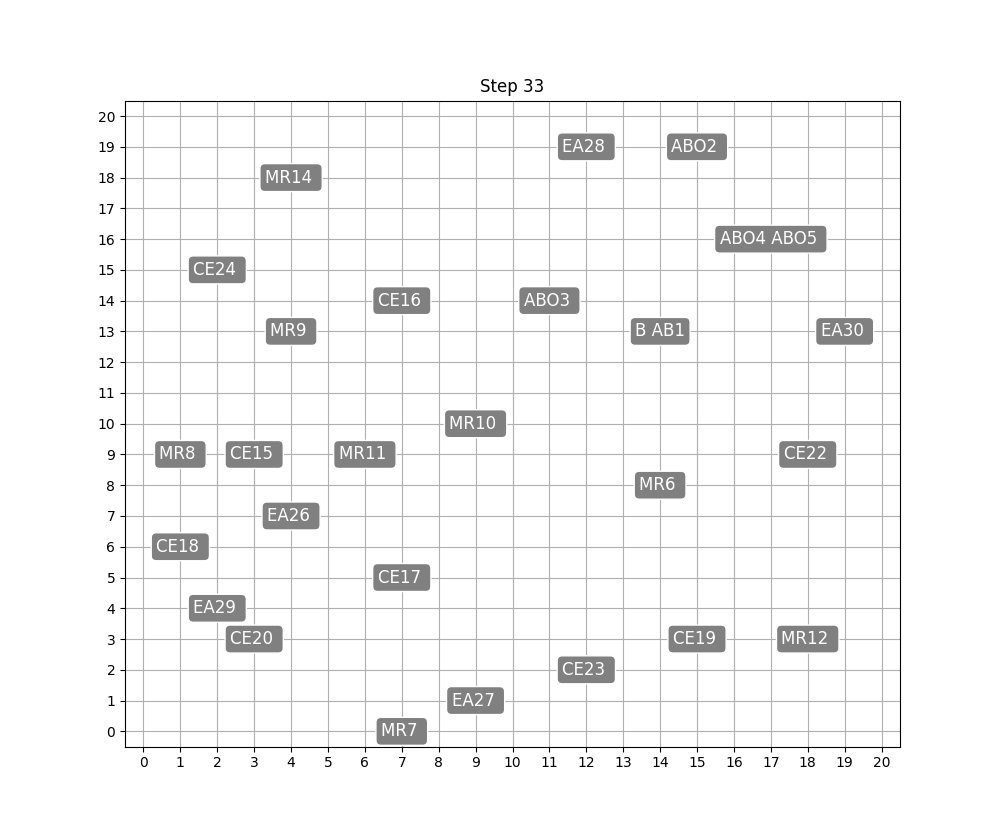 Step 33
20
19 EA28 ABO2
18 MR14
17
16 ABO4 ABO5
15 CE24
14 CE16 ABO3
13 MR9 B AB1 EA30
12
11
10 MR10
9 MR8 CE15 MR11 CE22
8 MR6
7 EA26
6 CE18
5 CE17
4 EA29
3 CE20 CE19 MR12
2 CE23
1 EA27
0 MR7
0 1 2 3 4 5 6 7 8 9 10 11 12 13 14 15 16 17 18 19 20